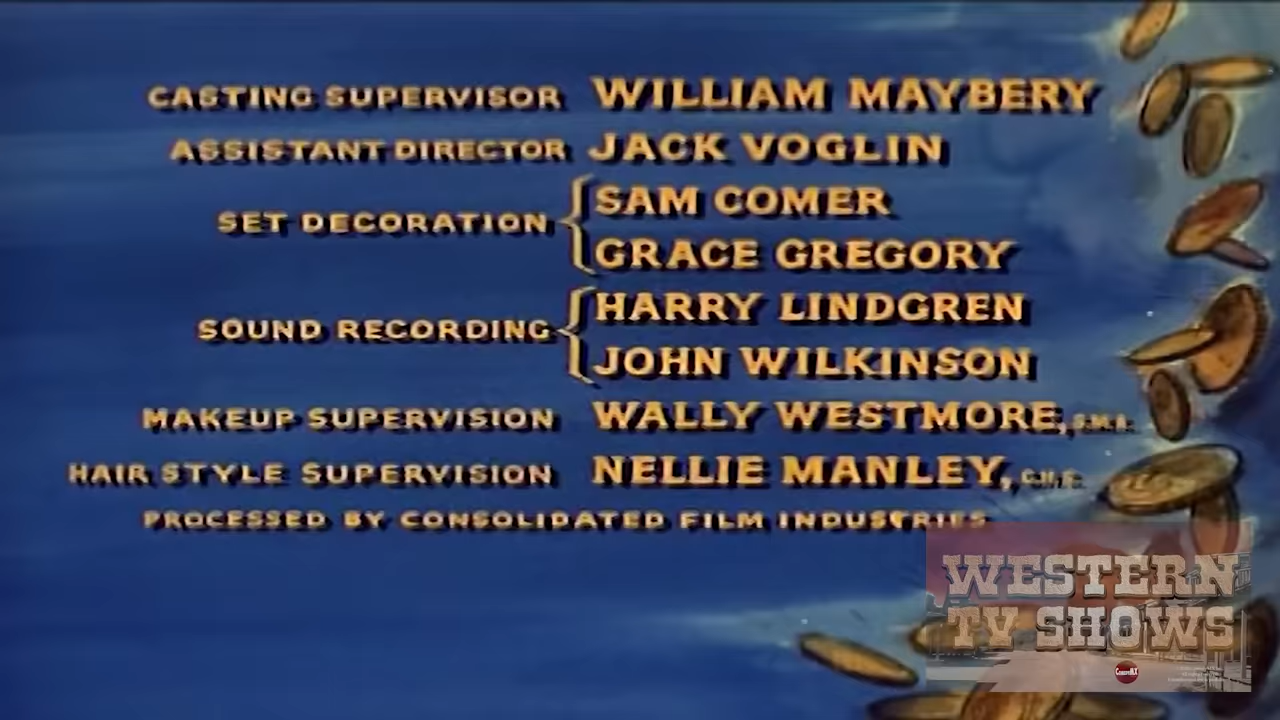 CASTING SUPERVISOR WILLIAM MAYBERY
ASSISTANT DIRECTOR JACK VOGLIN
SET DECORATION SAM COMER
GRACE GREGORY
SOUND RECORDING HARRY LINDGREN
JOHN WILKINSON
MAKEUP SUPERVISION WALLY WESTMORE, S.M.A.
HAIR STYLE SUPERVISION NELLIE MANLEY,
PROCESSED BY CONSOLIDATED FILM INDUSTRIES
WESTERN
TV SHOWS